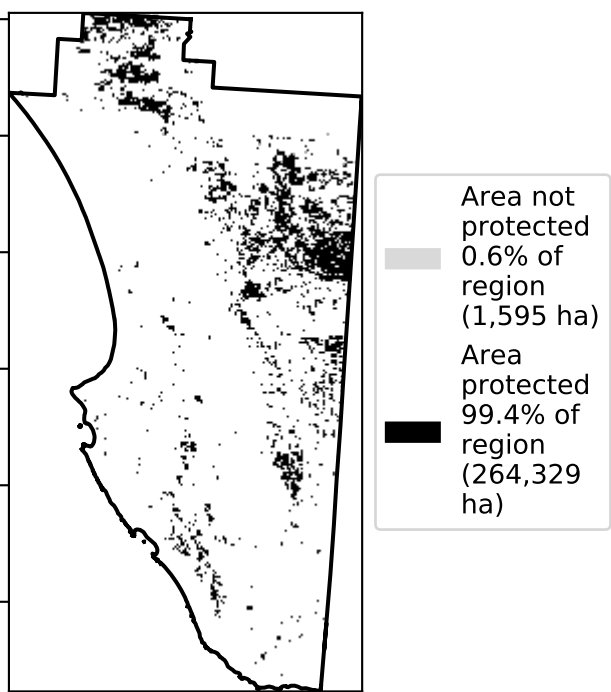 Area not
protected
0.6% of
region
(1,595 ha)
Area
protected
99.4% of
region
(264,329
ha)